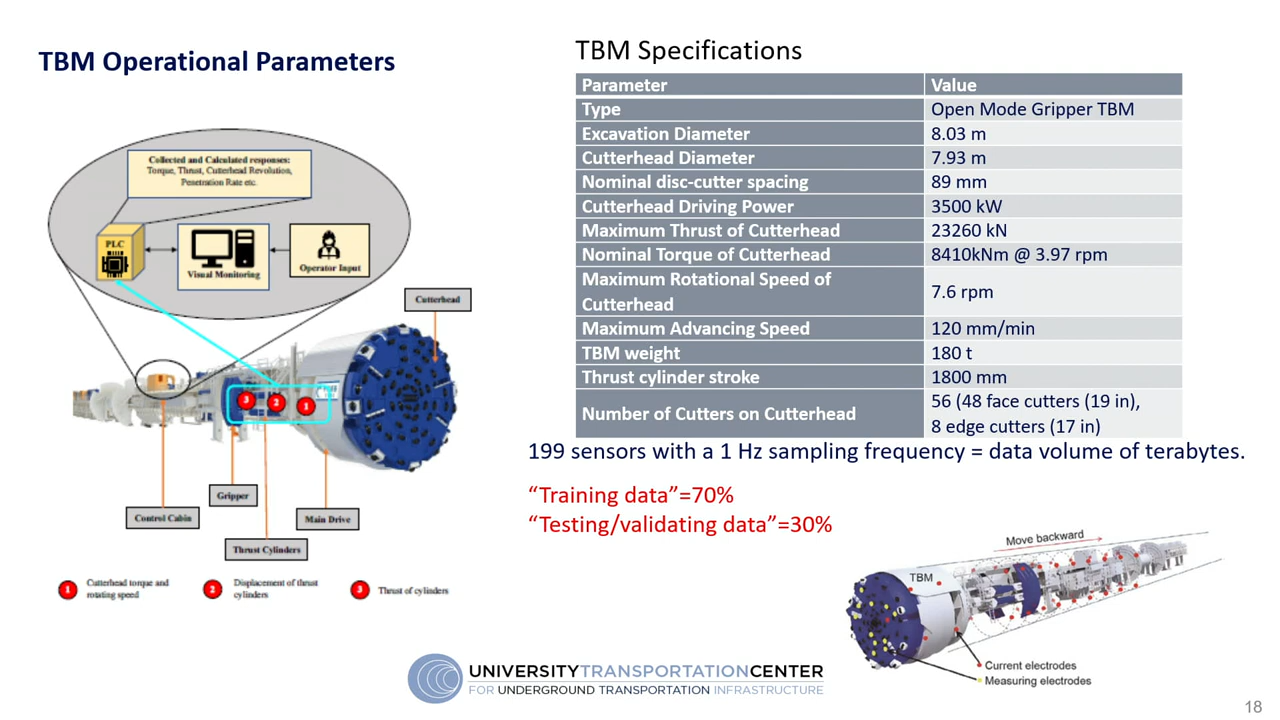 TBM Operational Parameters
Collected and Calculated responses:
Torque, Thrust, Cutterhead Revolution,
Penetration Rate etc.
PLC
Visual Monitoring
Operator Input
Cutterhead
3
2
1
Gripper
Control Cabin
Main Drive
Thrust Cylinders
1 Cutterhead torque and
rotating speed
2 Displacement of thrust
cylinders
3 Thrust of cylinders
TBM Specifications
Parameter Value
Type Open Mode Gripper TBM
Excavation Diameter 8.03 m
Cutterhead Diameter 7.93 m
Nominal disc-cutter spacing 89 mm
Cutterhead Driving Power 3500 kW
Maximum Thrust of Cutterhead 23260 kN
Nominal Torque of Cutterhead 8410kNm @ 3.97 rpm
Maximum Rotational Speed of
Cutterhead 7.6 rpm
Maximum Advancing Speed 120 mm/min
TBM weight 180 t
Thrust cylinder stroke 1800 mm
Number of Cutters on Cutterhead 56 (48 face cutters (19 in),
8 edge cutters (17 in)
199 sensors with a 1 Hz sampling frequency = data volume of terabytes.
“Training data”=70%
“Testing/validating data”=30%
Move backward
TBM
Current electrodes
Measuring electrodes
UNIVERSITYTRANSPORTATIONCENTER
FOR UNDERGROUND TRANSPORTATION INFRASTRUCTURE
18